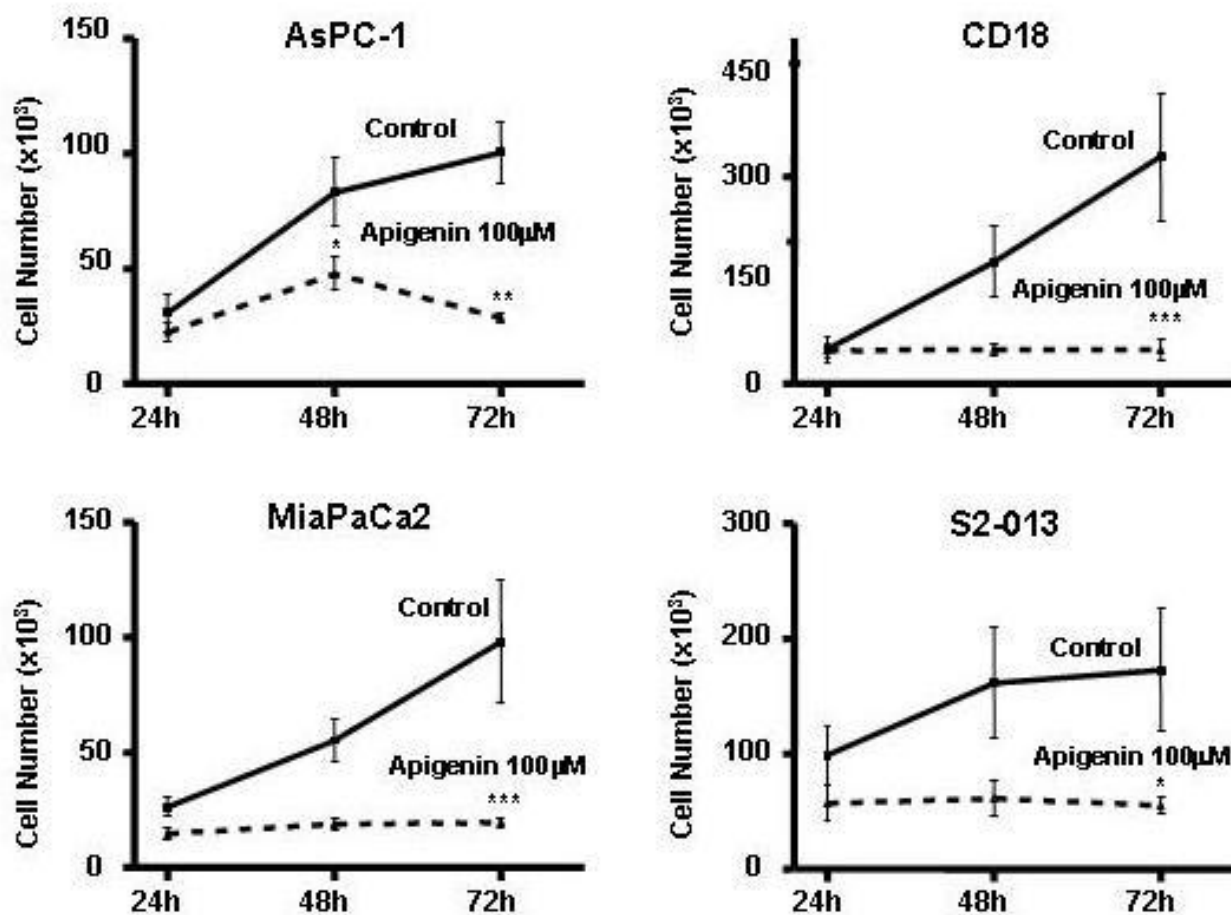 AsPC-1
Cell Number (x10³)
150
100
50
0
Control
Apigenin 100µM
*
**
24h 48h 72h
CD18
Cell Number (x10³)
450
300
150
0
Control
Apigenin 100µM
***
24h 48h 72h
MiaPaCa2
Cell Number (x10³)
150
100
50
0
Control
Apigenin 100µM
***
24h 48h 72h
S2-013
Cell Number (x10³)
300
200
100
0
Control
Apigenin 100µM
*
24h 48h 72h